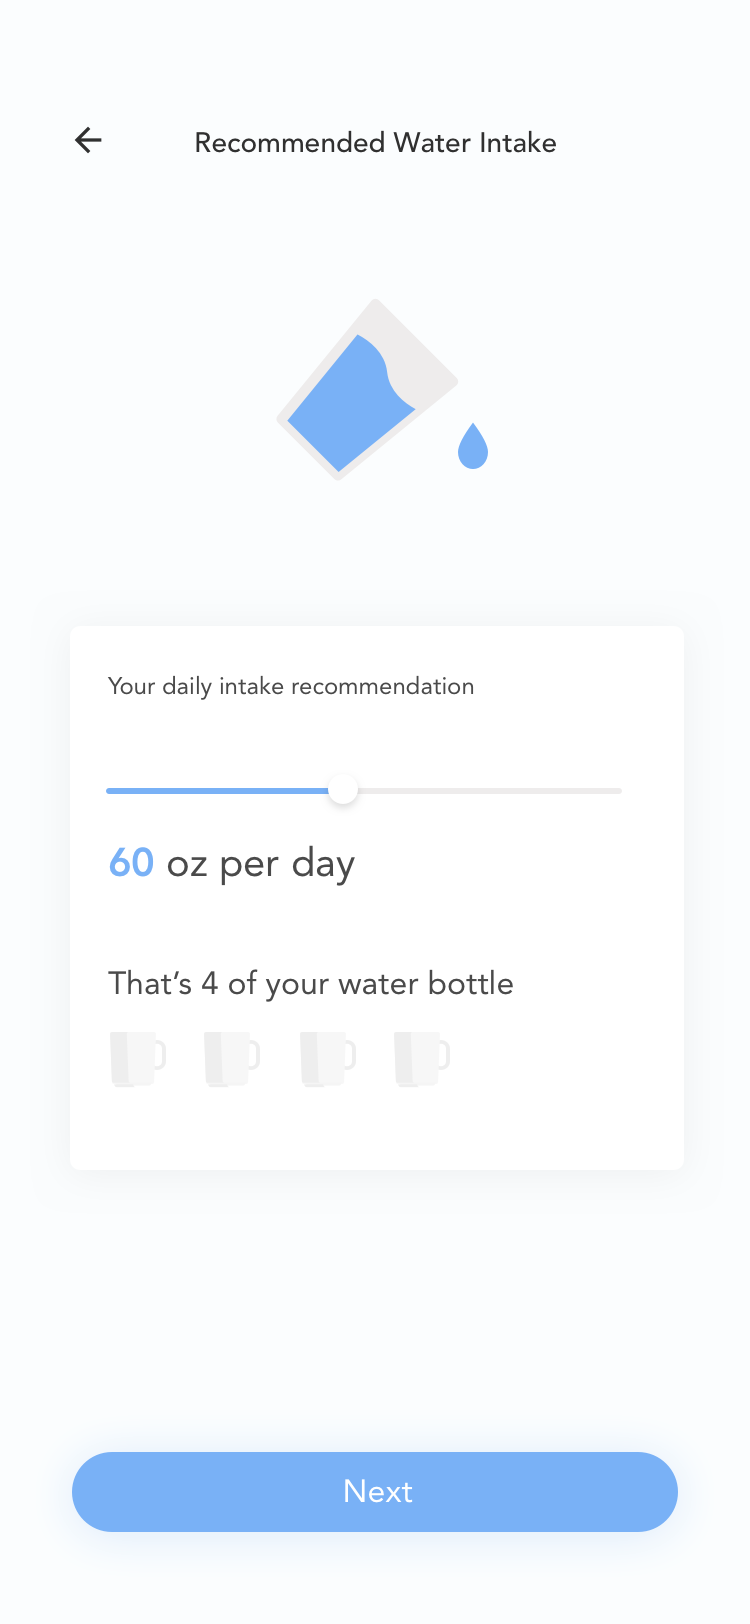 Recommended Water Intake
Your daily intake recommendation
60 oz per day
That’s 4 of your water bottle
Next